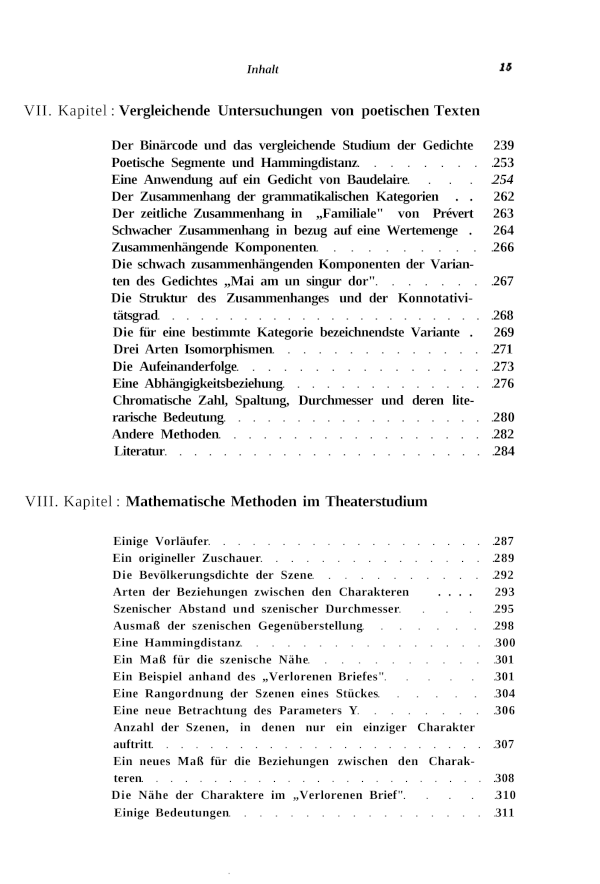 Inhalt 15
VII. Kapitel : Vergleichende Untersuchungen von poetischen Texten
Der Binärcode und das vergleichende Studium der Gedichte 239
Poetische Segmente und Hammingdistanz. . . . . . . . .253
Eine Anwendung auf ein Gedicht von Baudelaire. . . . .254
Der Zusammenhang der grammatikalischen Kategorien . . 262
Der zeitliche Zusammenhang in „Familiale" von Prévert 263
Schwacher Zusammenhang in bezug auf eine Wertemenge . 264
Zusammenhängende Komponenten. . . . . . . . . . .266
Die schwach zusammenhängenden Komponenten der Varian-
ten des Gedichtes „Mai am un singur dor". . . . . . . .267
Die Struktur des Zusammenhanges und der Konnotativi-
tätsgrad. . . . . . . . . . . . . . . . . . . . . . .268
Die für eine bestimmte Kategorie bezeichnendste Variante . 269
Drei Arten Isomorphismen. . . . . . . . . . . . . . .271
Die Aufeinanderfolge. . . . . . . . . . . . . . . . .273
Eine Abhängigkeitsbeziehung. . . . . . . . . . . . . .276
Chromatische Zahl, Spaltung, Durchmesser und deren lite-
rarische Bedeutung. . . . . . . . . . . . . . . . . . .280
Andere Methoden. . . . . . . . . . . . . . . . . . .282
Literatur. . . . . . . . . . . . . . . . . . . . . . .284
VIII. Kapitel : Mathematische Methoden im Theaterstudium
Einige Vorläufer. . . . . . . . . . . . . . . . . . . .287
Ein origineller Zuschauer. . . . . . . . . . . . . . . .289
Die Bevölkerungsdichte der Szene. . . . . . . . . . . .292
Arten der Beziehungen zwischen den Charakteren . . . . 293
Szenischer Abstand und szenischer Durchmesser. . . . .295
Ausmaß der szenischen Gegenüberstellung. . . . . . . .298
Eine Hammingdistanz. . . . . . . . . . . . . . . . .300
Ein Maß für die szenische Nähe. . . . . . . . . . . .301
Ein Beispiel anhand des „Verlorenen Briefes". . . . . .301
Eine Rangordnung der Szenen eines Stückes. . . . . . .304
Eine neue Betrachtung des Parameters Y. . . . . . . . .306
Anzahl der Szenen, in denen nur ein einziger Charakter
auftritt. . . . . . . . . . . . . . . . . . . . . . . .307
Ein neues Maß für die Beziehungen zwischen den Charak-
teren. . . . . . . . . . . . . . . . . . . . . . . . .308
Die Nähe der Charaktere im „Verlorenen Brief". . . . .310
Einige Bedeutungen. . . . . . . . . . . . . . . . . .311